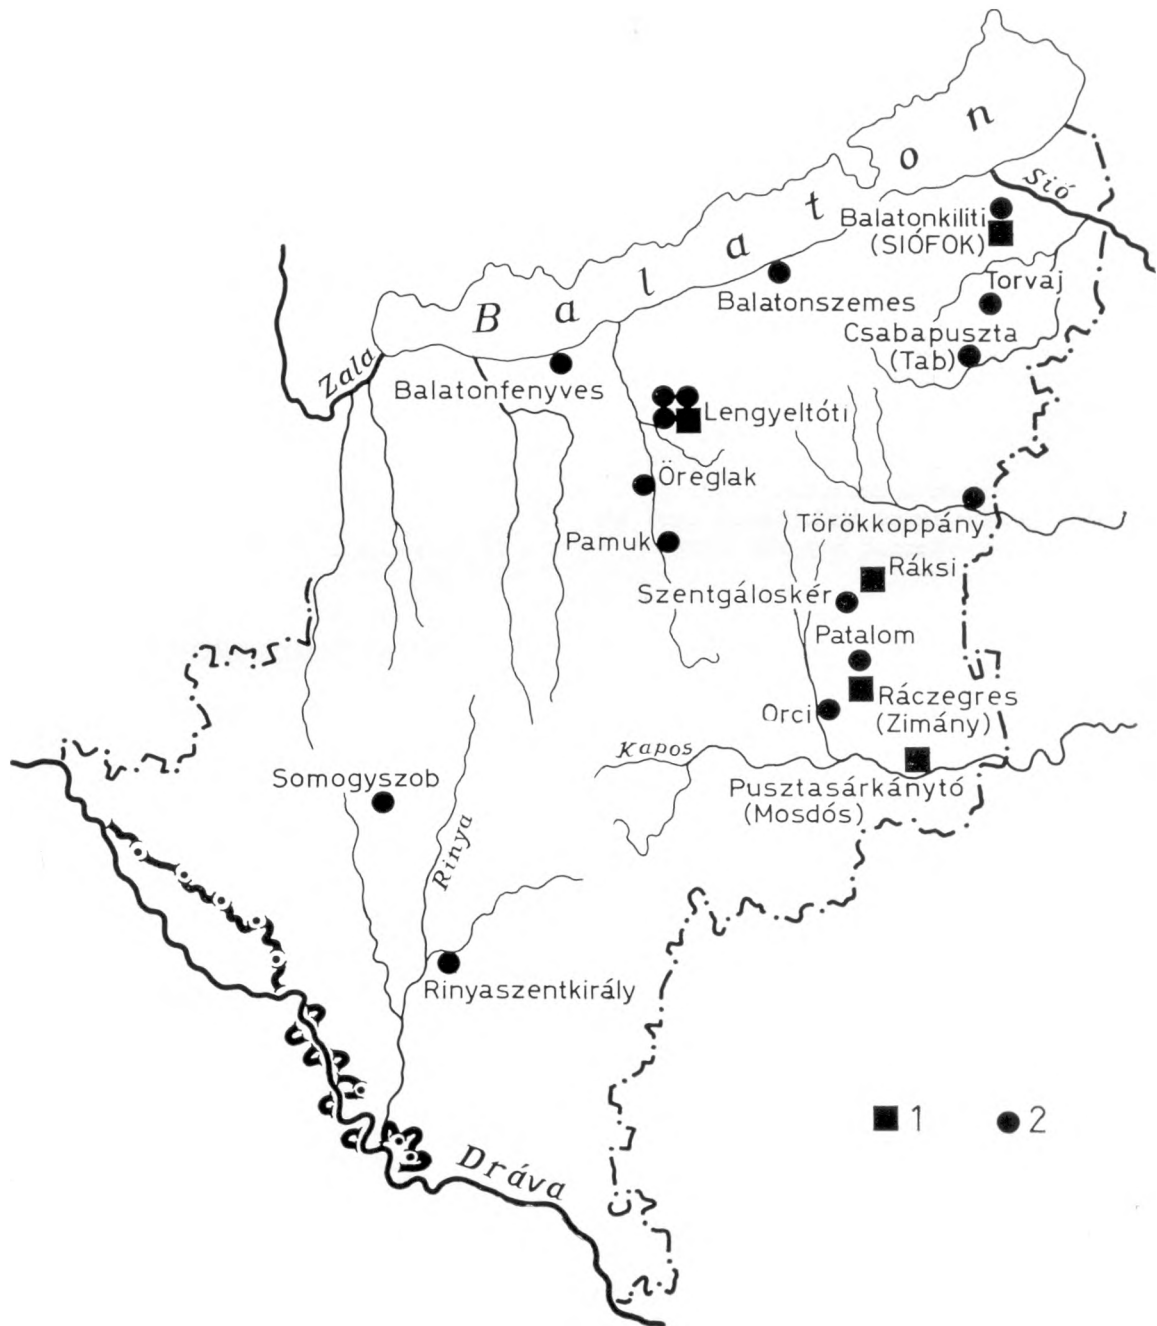 Balaton
Sió
Balatonkiliti
(SIÓFOK)
Torvaj
Balatonszemes
Csabapuszta
(Tab)
Zala
Balatonfenyves
Lengyeltóti
Öreglak
Törökkoppány
Pamuk
Ráksi
Szentgáloskér
Patalom
Ráczegres
(Zimány)
Orci
Kapos
Somogyszob
Pusztasárkánytó
(Mosdós)
Rinya
Rinyaszentkirály
1
2
Dráva